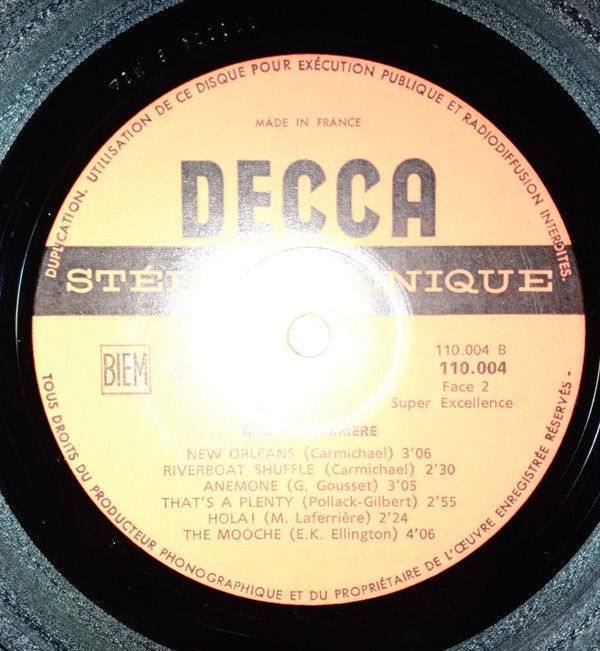 DUPLICATION. UTILISATION DE CE DISQUE POUR EXÉCUTION PUBLIQUE ET RADIODIFFUSION INTERDITES.
MADE IN FRANCE
DECCA
BIEM
110.004 B
110.004
Face 2
Super Excellence
NEW ORLEANS (Carmichael) 3'06
RIVERBOAT SHUFFLE (Carmichael) 2'30
ANEMONE (G. Gousset) 3'05
THAT'S A PLENTY (Pollack-Gilbert) 2'55
HOLA! (M. Laferrière) 2'24
THE MOOCHE (E.K. Ellington) 4'06
TOUS DROITS DU PRODUCTEUR PHONOGRAPHIQUE ET DU PROPRIÉTAIRE DE L'ŒUVRE ENREGISTRÉE RÉSERVÉS -